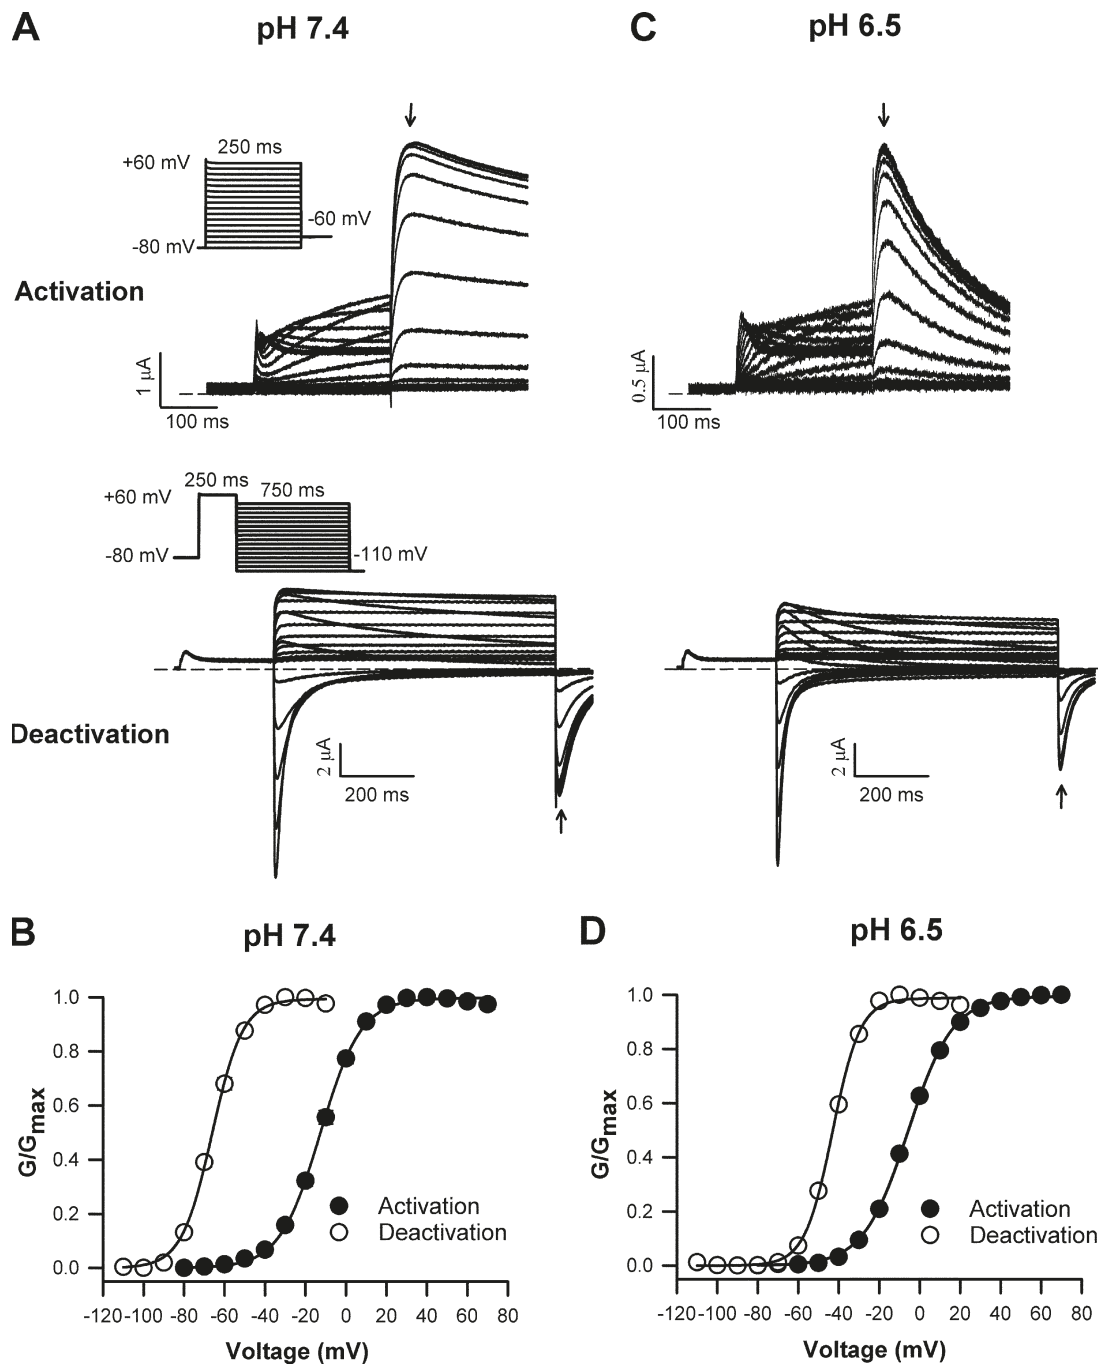 A
pH 7.4
C
pH 6.5
250 ms
+60 mV
-60 mV
-80 mV
Activation
1 µA
100 ms
0.5 µA
100 ms
250 ms
750 ms
+60 mV
-80 mV
-110 mV
Deactivation
2 µA
200 ms
2 µA
200 ms
B
pH 7.4
D
pH 6.5
1.0
0.8
0.6
0.4
0.2
0.0
G/Gmax
Activation
Deactivation
-120 -100 -80 -60 -40 -20 0 20 40 60 80
Voltage (mV)
1.0
0.8
0.6
0.4
0.2
0.0
G/Gmax
Activation
Deactivation
-120 -100 -80 -60 -40 -20 0 20 40 60 80
Voltage (mV)